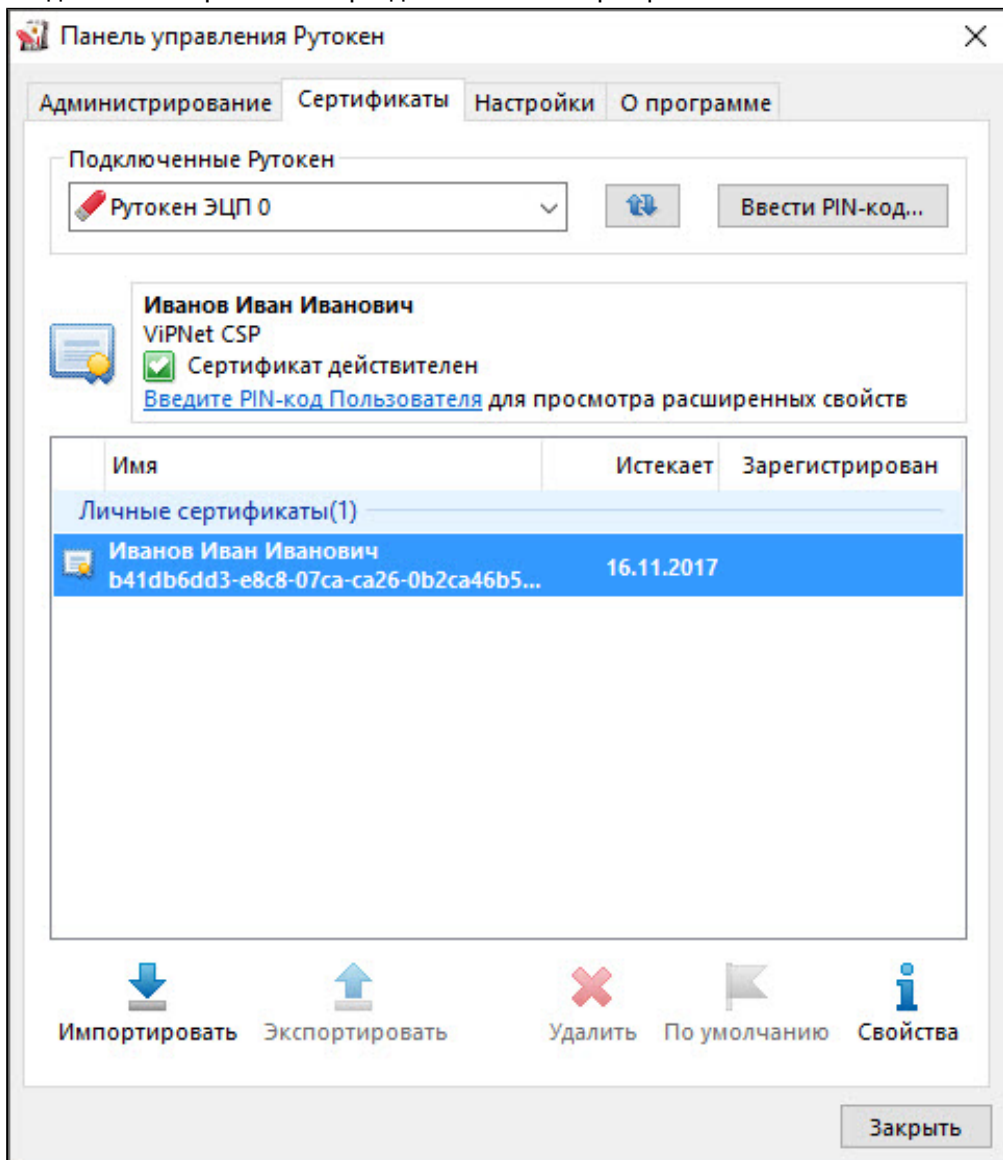 Панель управления Рутокен
Администрирование Сертификаты Настройки О программе
Подключенные Рутокен
Рутокен ЭЦП 0 Ввести PIN-код...
Иванов Иван Иванович
ViPNet CSP
Сертификат действителен
Введите PIN-код Пользователя для просмотра расширенных свойств
Имя Истекает Зарегистрирован
Личные сертификаты(1)
Иванов Иван Иванович
b41db6dd3-e8c8-07ca-ca26-0b2ca46b5... 16.11.2017
Импортировать Экспортировать Удалить По умолчанию Свойства
Закрыть